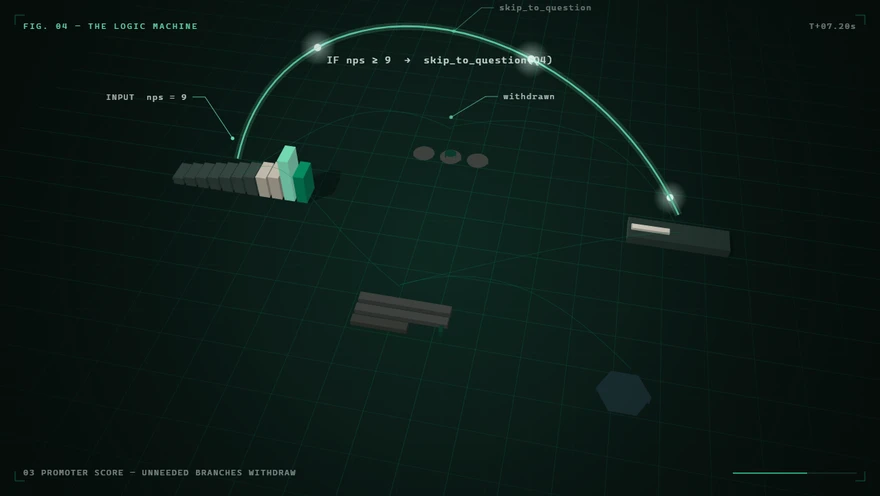 skip_to_question
FIG. 04 — THE LOGIC MACHINE
T+07.20s
IF nps ≥ 9 → skip_to_question(04)
INPUT nps = 9
withdrawn
03 PROMOTER SCORE — UNNEEDED BRANCHES WITHDRAW